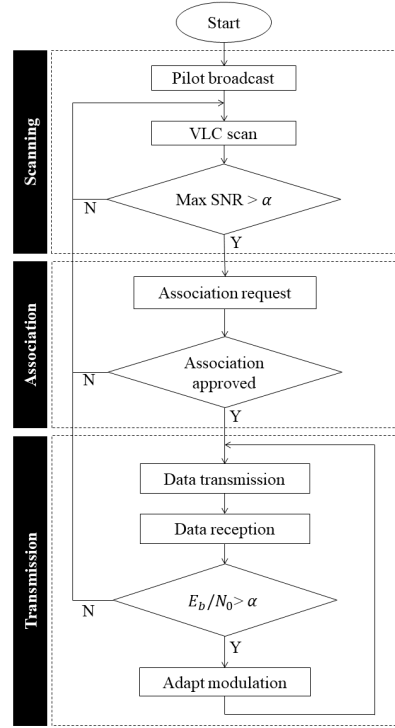 Start
Scanning
Pilot broadcast
VLC scan
Max SNR > α
N
Y
Association
Association request
Association
approved
N
Y
Transmission
Data transmission
Data reception
E_b/N_0 > α
N
Y
Adapt modulation